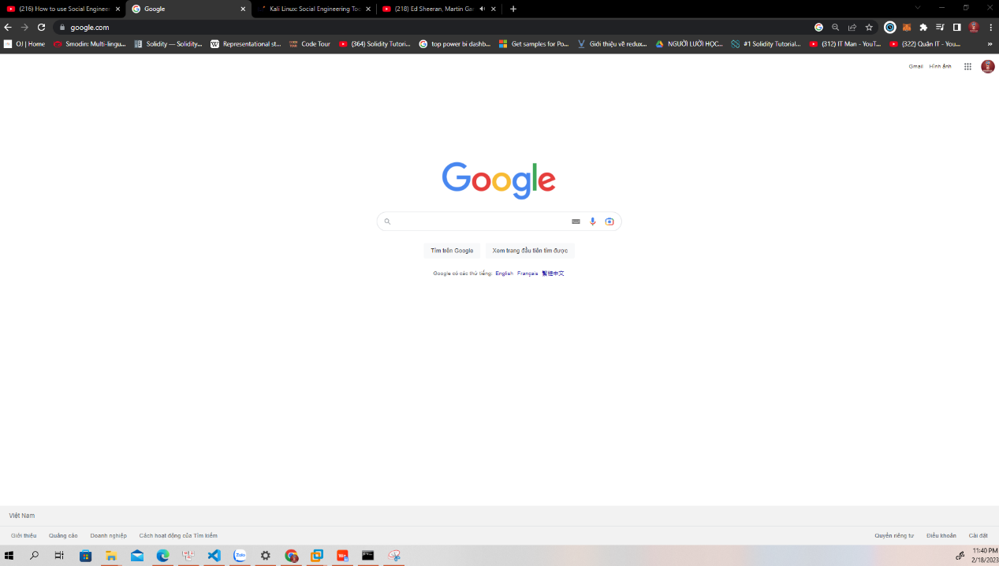 (216) How to use Social Engineer
Google
Kali Linux: Social Engineering Too
(218) Ed Sheeran, Martin Ga
google.com
OJ | Home
Smodin: Multi-lingu...
Solidity — Solidity...
Representational st...
Code Tour
(364) Solidity Tutori...
top power bi dashb...
Get samples for Po...
Giới thiệu về redux...
NGƯỜI LƯỜI HỌC...
#1 Solidity Tutorial...
(312) IT Man - YouT...
(322) Quân IT - You...
Gmail Hình ảnh
Google
Tìm trên Google
Xem trang đầu tiên tìm được
Google có các thứ tiếng: English Français 繁體中文
Việt Nam
Giới thiệu Quảng cáo Doanh nghiệp Cách hoạt động của Tìm kiếm Quyền riêng tư Điều khoản Cài đặt
Zalo
11:40 PM
2/18/2023